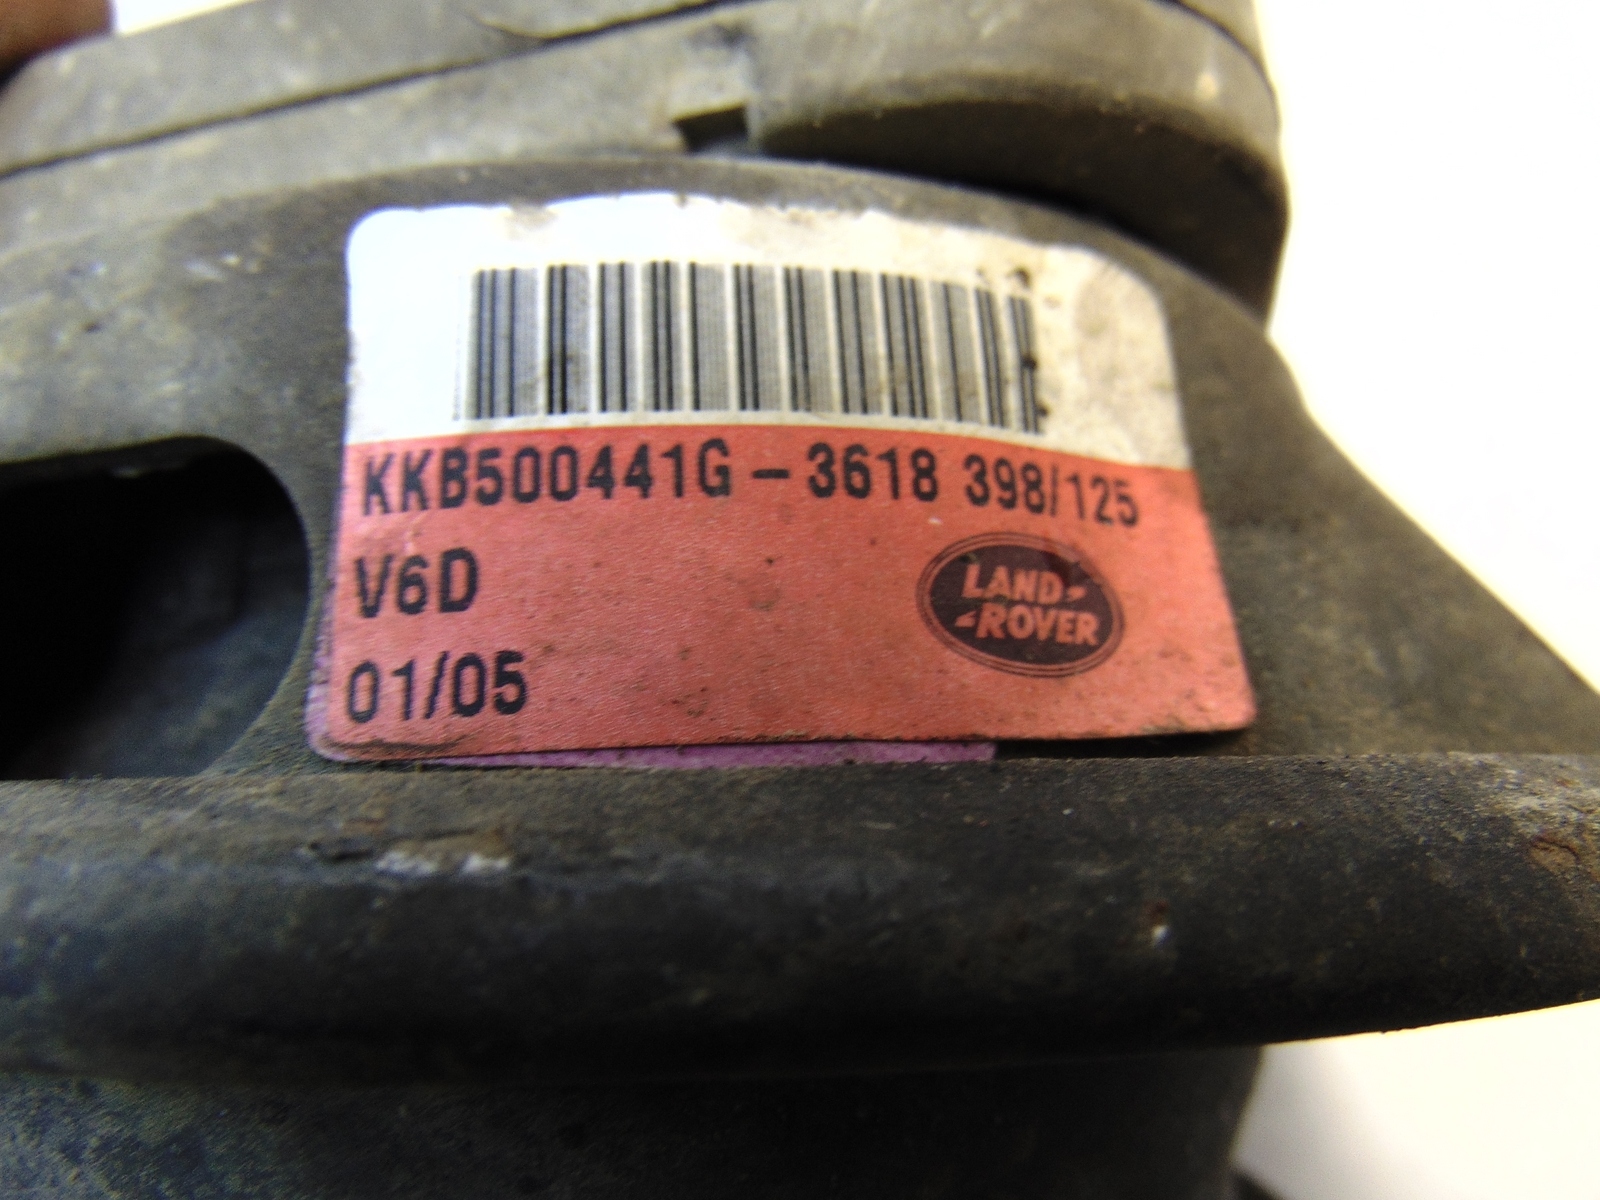 KKB500441G - 3618 398/125
V6D
LAND-
-ROVER
01/05